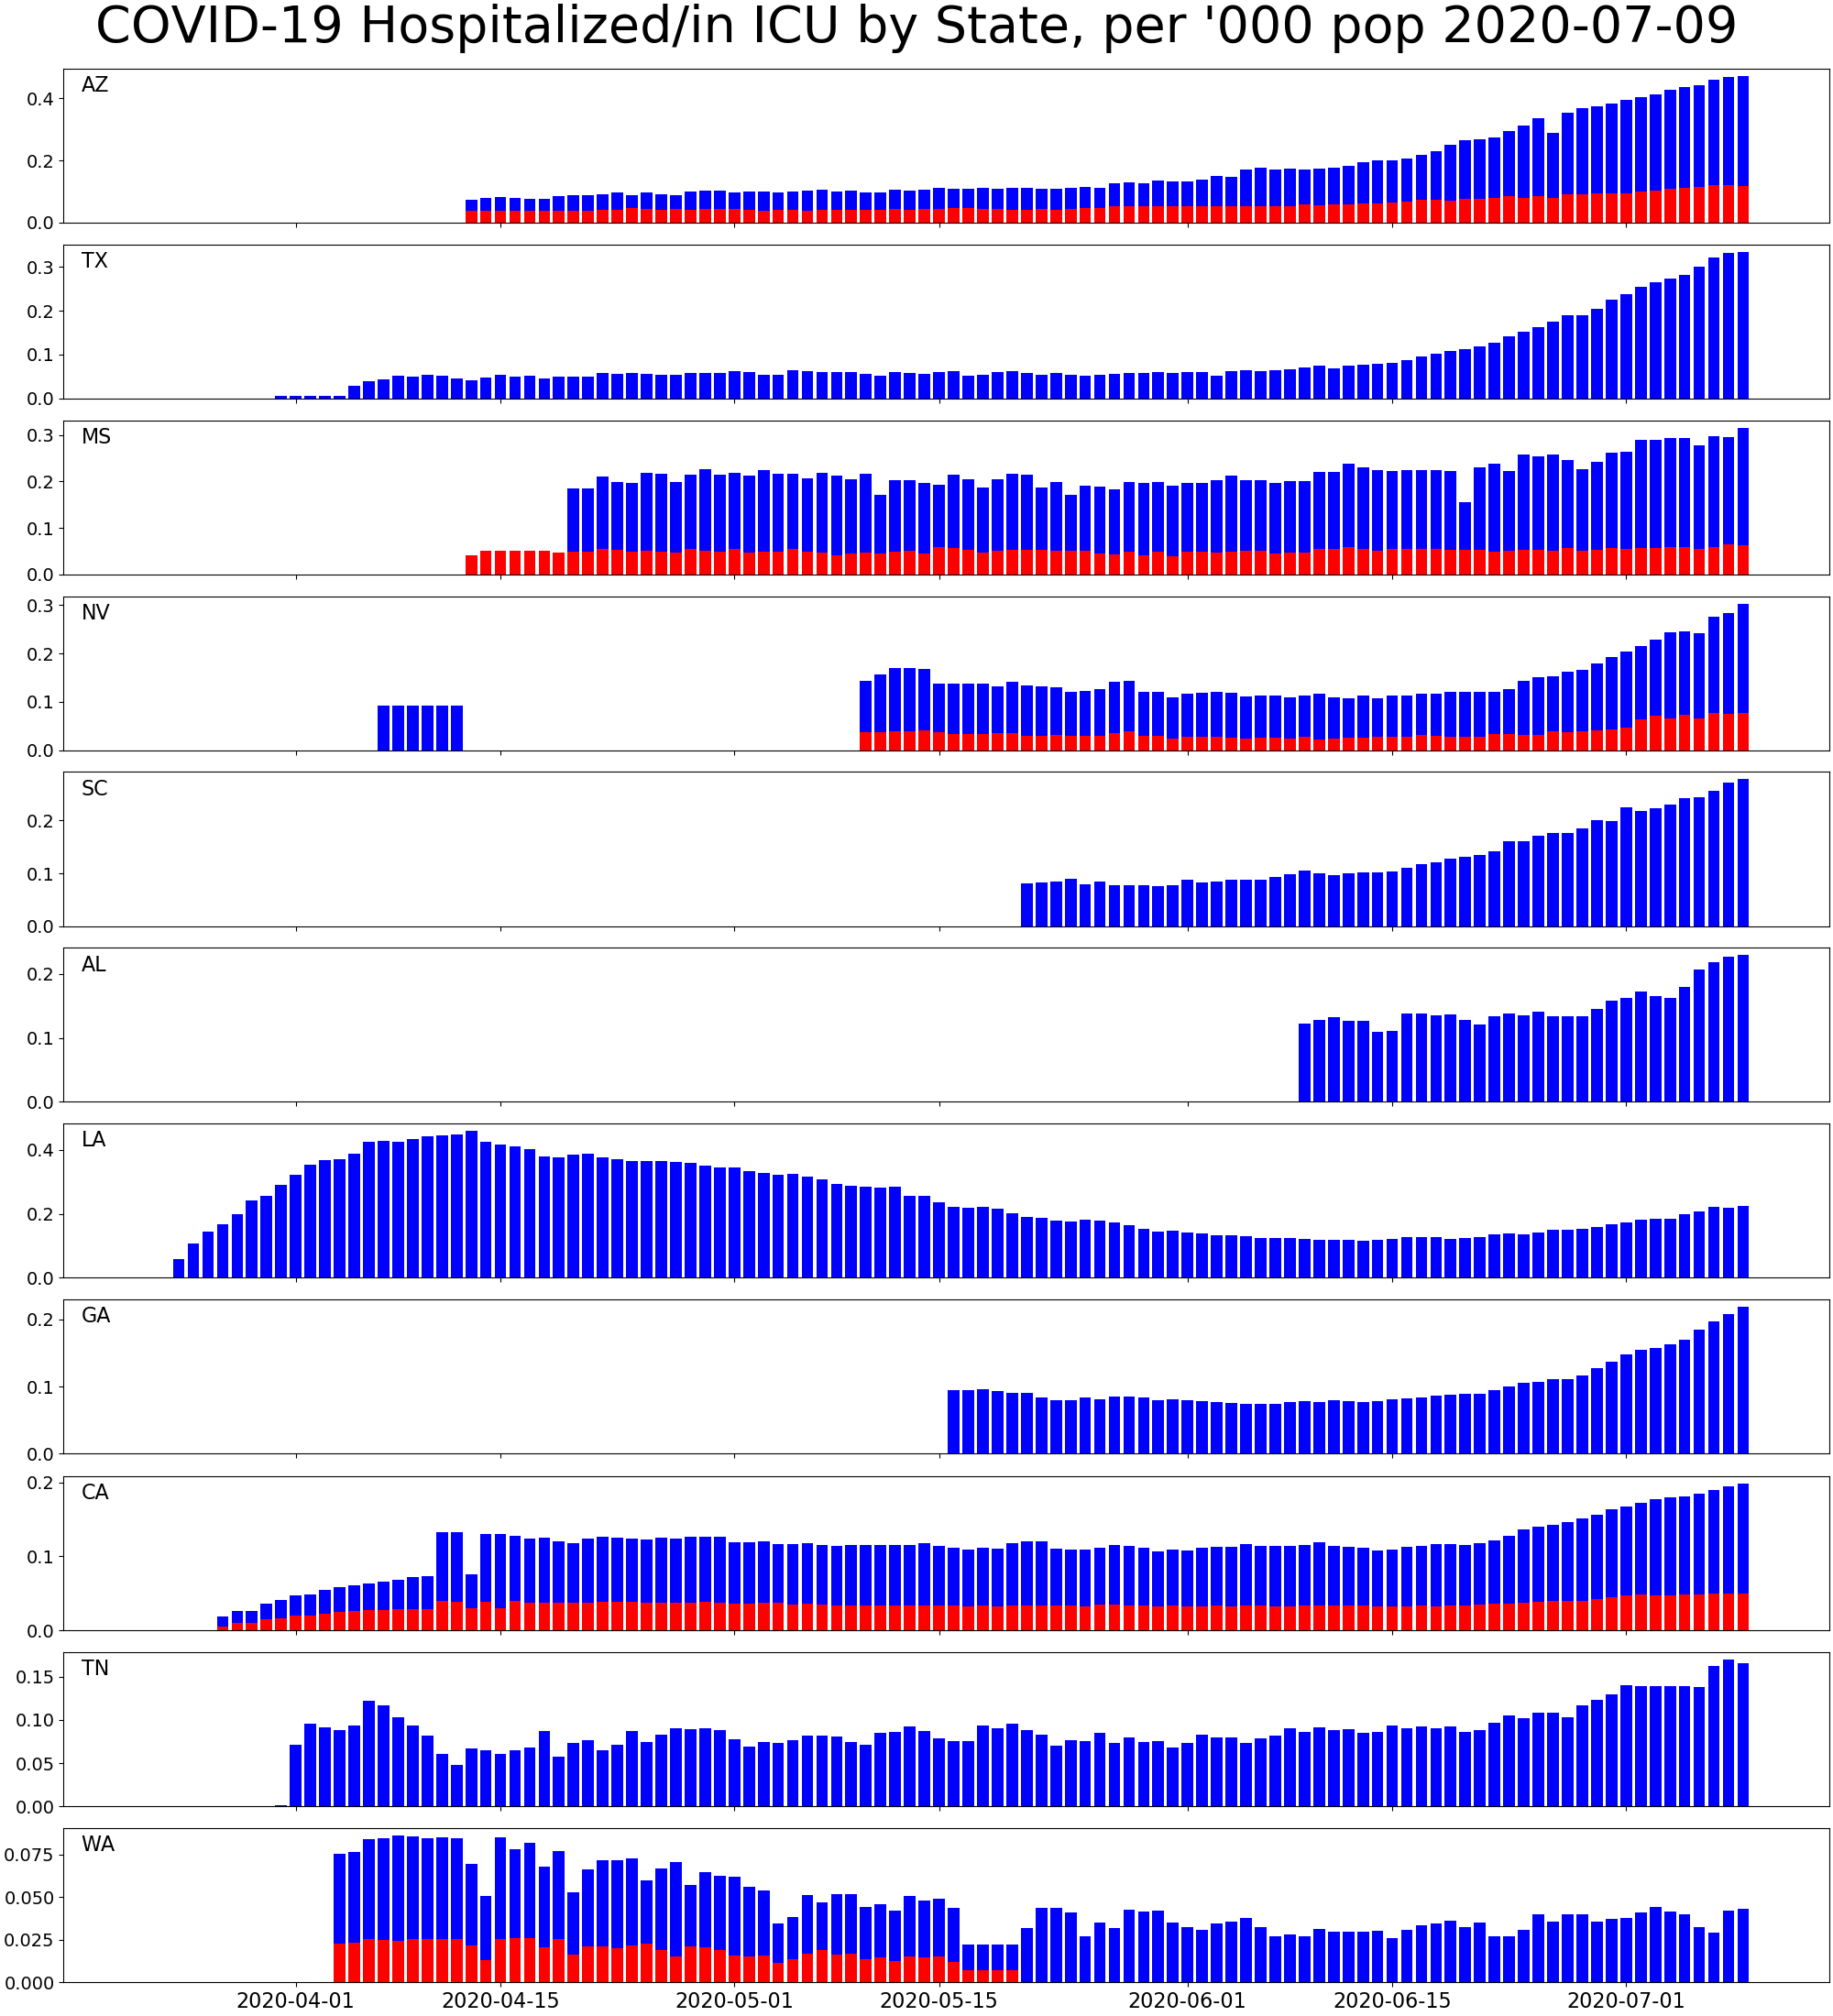 COVID-19 Hospitalized/in ICU by State, per '000 pop 2020-07-09
AZ
0.4
0.2
0.0
TX
0.3
0.2
0.1
0.0
MS
0.3
0.2
0.1
0.0
NV
0.3
0.2
0.1
0.0
SC
0.2
0.1
0.0
AL
0.2
0.1
0.0
LA
0.4
0.2
0.0
GA
0.2
0.1
0.0
CA
0.2
0.1
0.0
TN
0.15
0.10
0.05
0.00
WA
0.075
0.050
0.025
0.000
2020-04-01 2020-04-15 2020-05-01 2020-05-15 2020-06-01 2020-06-15 2020-07-01